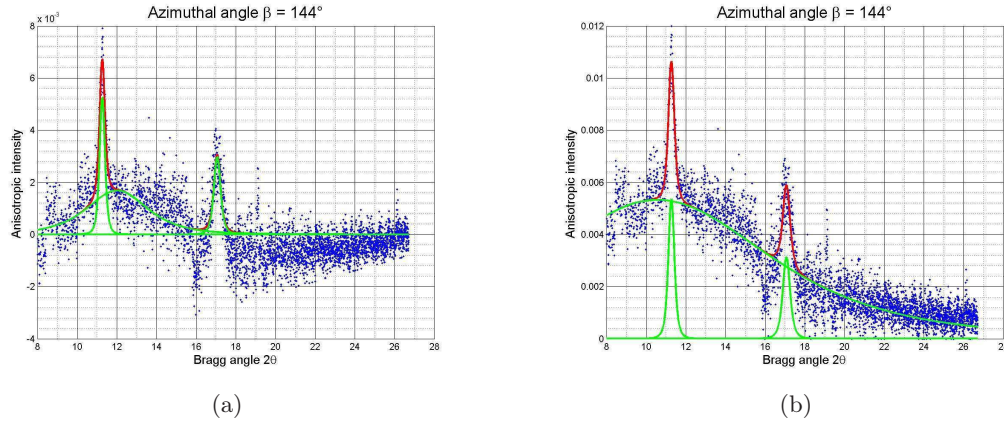 Azimuthal angle β = 144°
8 x 10⁻³
6
4
2
0
-2
-4
Anisotropic intensity
8 10 12 14 16 18 20 22 24 26 28
Bragg angle 2θ
(a)
Azimuthal angle β = 144°
0.012
0.01
0.008
0.006
0.004
0.002
0
Anisotropic intensity
8 10 12 14 16 18 20 22 24 26 28
Bragg angle 2θ
(b)